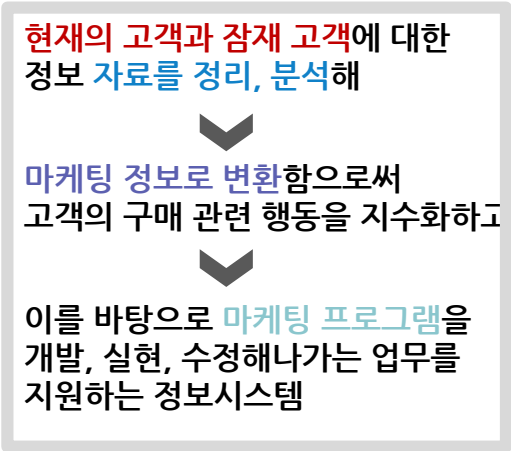 현재의 고객과 잠재 고객에 대한
정보 자료를 정리, 분석해
마케팅 정보로 변환함으로써
고객의 구매 관련 행동을 지수화하고
이를 바탕으로 마케팅 프로그램을
개발, 실현, 수정해나가는 업무를
지원하는 정보시스템